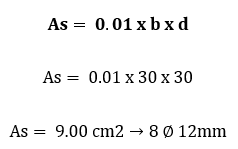 As = 0.01 x b x d
As = 0.01 x 30 x 30
As = 9.00 cm2 → 8 Ø 12mm